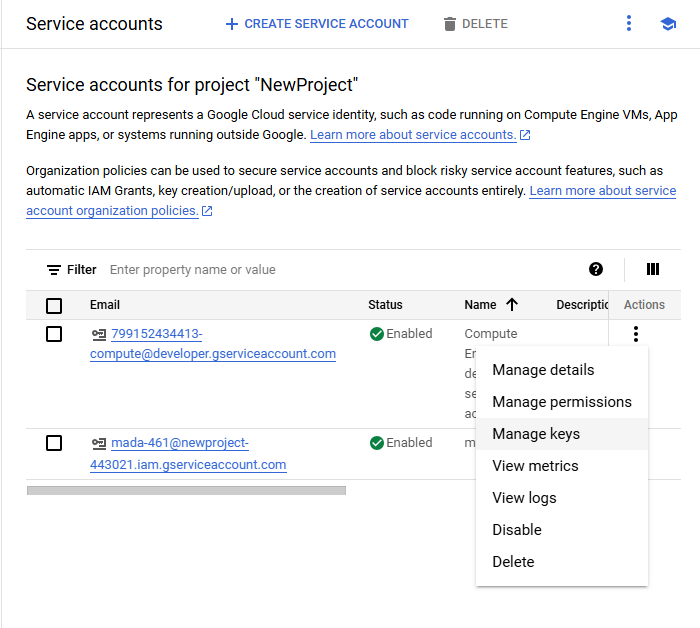 Service accounts
CREATE SERVICE ACCOUNT
DELETE
Service accounts for project "NewProject"
A service account represents a Google Cloud service identity, such as code running on Compute Engine VMs, App
Engine apps, or systems running outside Google. Learn more about service accounts.
Organization policies can be used to secure service accounts and block risky service account features, such as
automatic IAM Grants, key creation/upload, or the creation of service accounts entirely. Learn more about service
account organization policies.
Filter Enter property name or value
Email Status Name Actions
799152434413-
compute@developer.gserviceaccount.com
Enabled
Compute
mada-461@newproject-
443021.iam.gserviceaccount.com
Enabled
Manage details
Manage permissions
Manage keys
View metrics
View logs
Disable
Delete